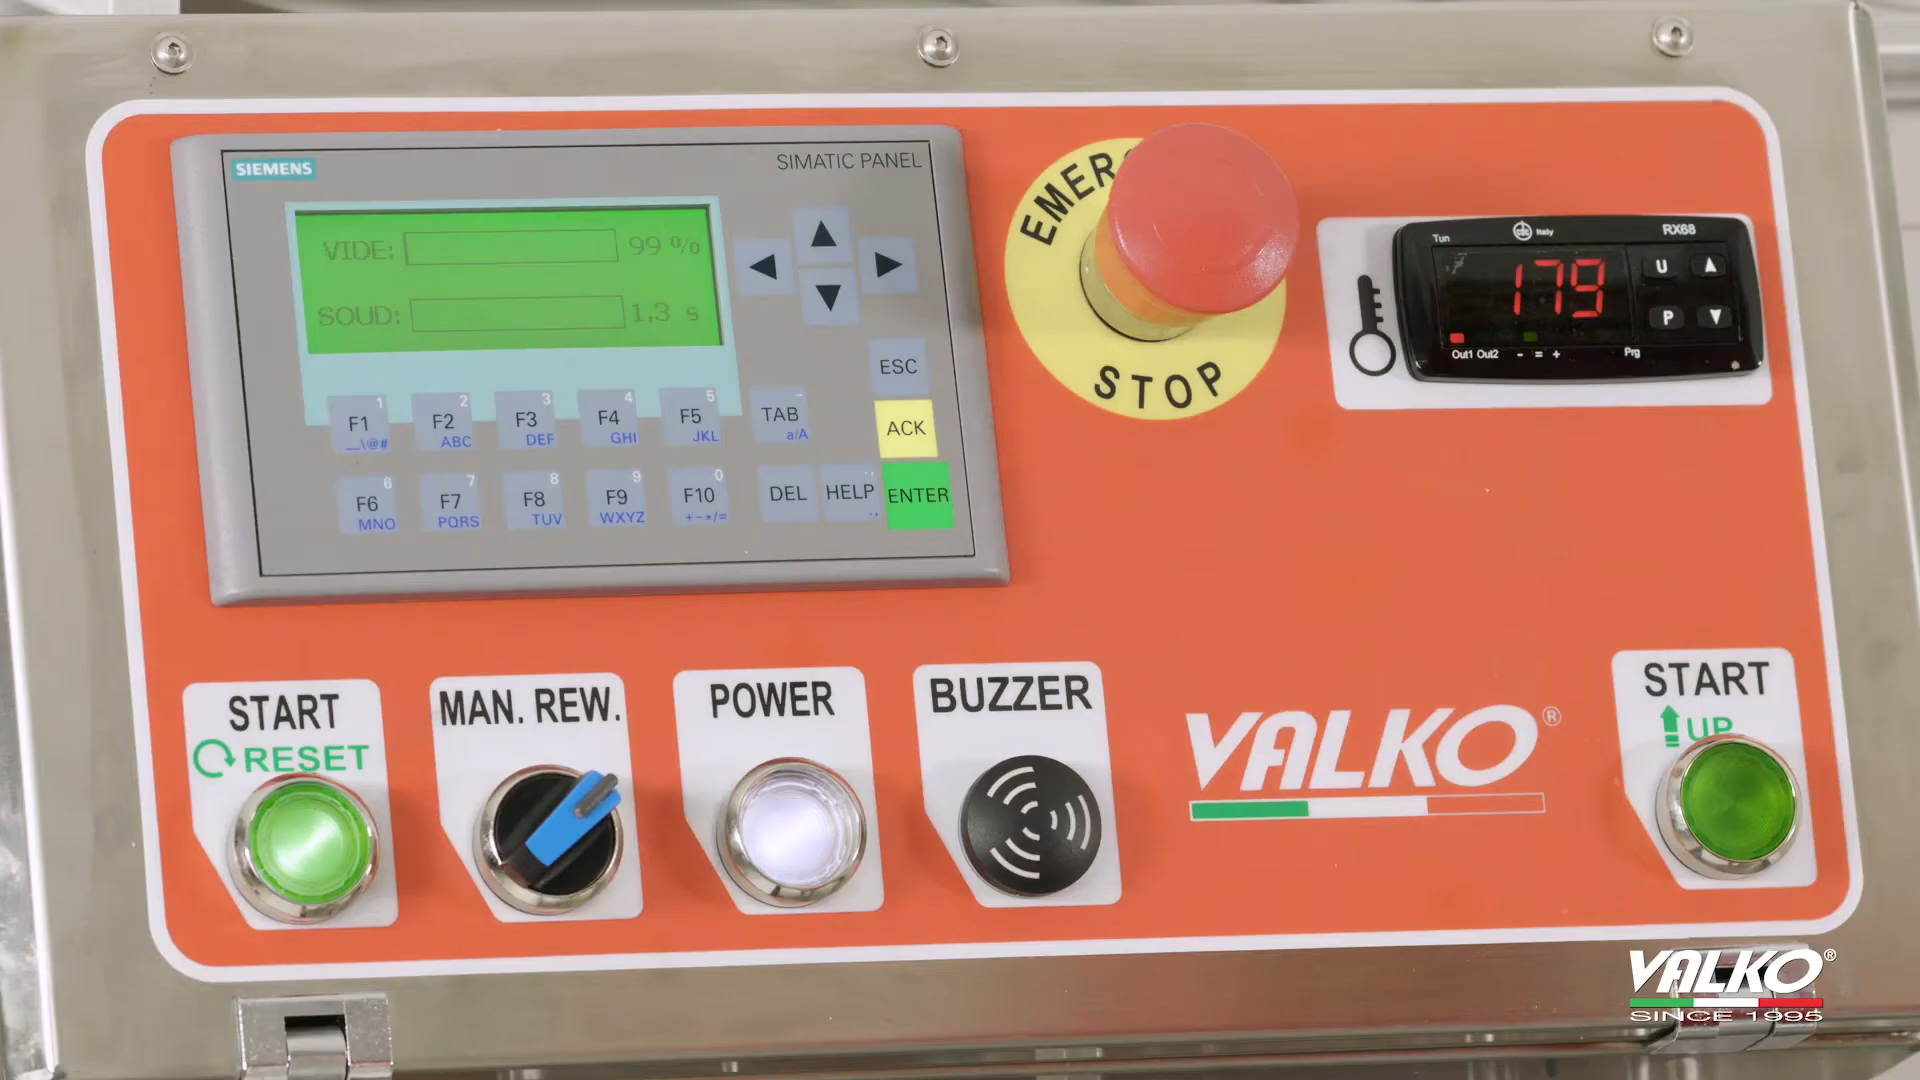 SIEMENS
SIMATIC PANEL
VIDE: 99 %
SOUD: 1,3 s
ESC
F1 1 _\@#
F2 2 ABC
F3 3 DEF
F4 4 GHI
F5 5 JKL
TAB a/A
ACK
F6 6 MNO
F7 7 PQRS
F8 8 TUV
F9 9 WXYZ
F10 0 +-*/=
DEL
HELP
ENTER
EMERG
STOP
Tun
Italy
RX68
179
U
P
Out1 Out2 - = + Prg
START
RESET
MAN. REW.
POWER
BUZZER
VALKO®
START
UP
VALKO®
SINCE 1995